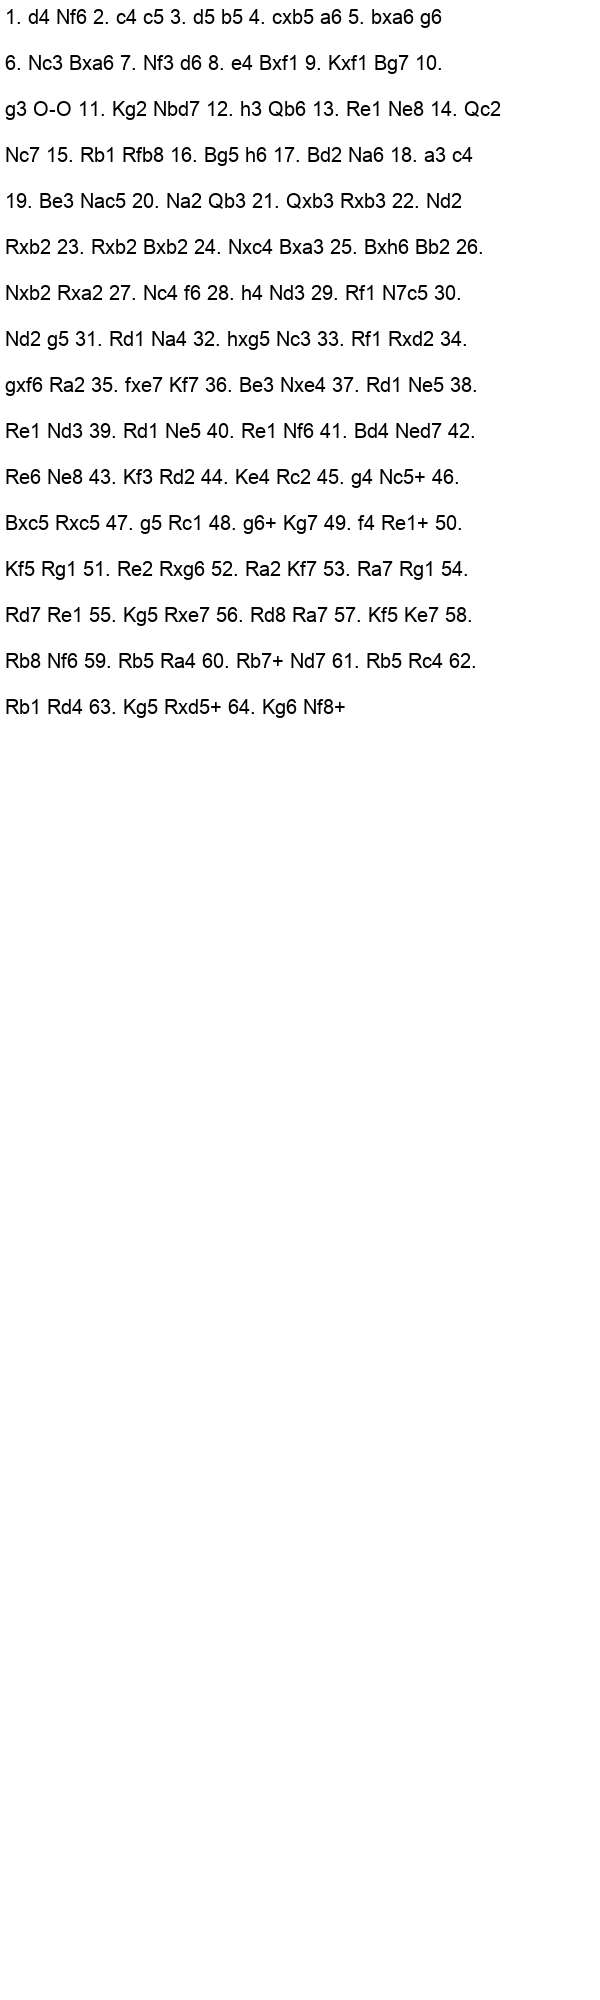 1. d4 Nf6 2. c4 c5 3. d5 b5 4. cxb5 a6 5. bxa6 g6
6. Nc3 Bxa6 7. Nf3 d6 8. e4 Bxf1 9. Kxf1 Bg7 10.
g3 O-O 11. Kg2 Nbd7 12. h3 Qb6 13. Re1 Ne8 14. Qc2
Nc7 15. Rb1 Rfb8 16. Bg5 h6 17. Bd2 Na6 18. a3 c4
19. Be3 Nac5 20. Na2 Qb3 21. Qxb3 Rxb3 22. Nd2
Rxb2 23. Rxb2 Bxb2 24. Nxc4 Bxa3 25. Bxh6 Bb2 26.
Nxb2 Rxa2 27. Nc4 f6 28. h4 Nd3 29. Rf1 N7c5 30.
Nd2 g5 31. Rd1 Na4 32. hxg5 Nc3 33. Rf1 Rxd2 34.
gxf6 Ra2 35. fxe7 Kf7 36. Be3 Nxe4 37. Rd1 Ne5 38.
Re1 Nd3 39. Rd1 Ne5 40. Re1 Nf6 41. Bd4 Ned7 42.
Re6 Ne8 43. Kf3 Rd2 44. Ke4 Rc2 45. g4 Nc5+ 46.
Bxc5 Rxc5 47. g5 Rc1 48. g6+ Kg7 49. f4 Re1+ 50.
Kf5 Rg1 51. Re2 Rxg6 52. Ra2 Kf7 53. Ra7 Rg1 54.
Rd7 Re1 55. Kg5 Rxe7 56. Rd8 Ra7 57. Kf5 Ke7 58.
Rb8 Nf6 59. Rb5 Ra4 60. Rb7+ Nd7 61. Rb5 Rc4 62.
Rb1 Rd4 63. Kg5 Rxd5+ 64. Kg6 Nf8+